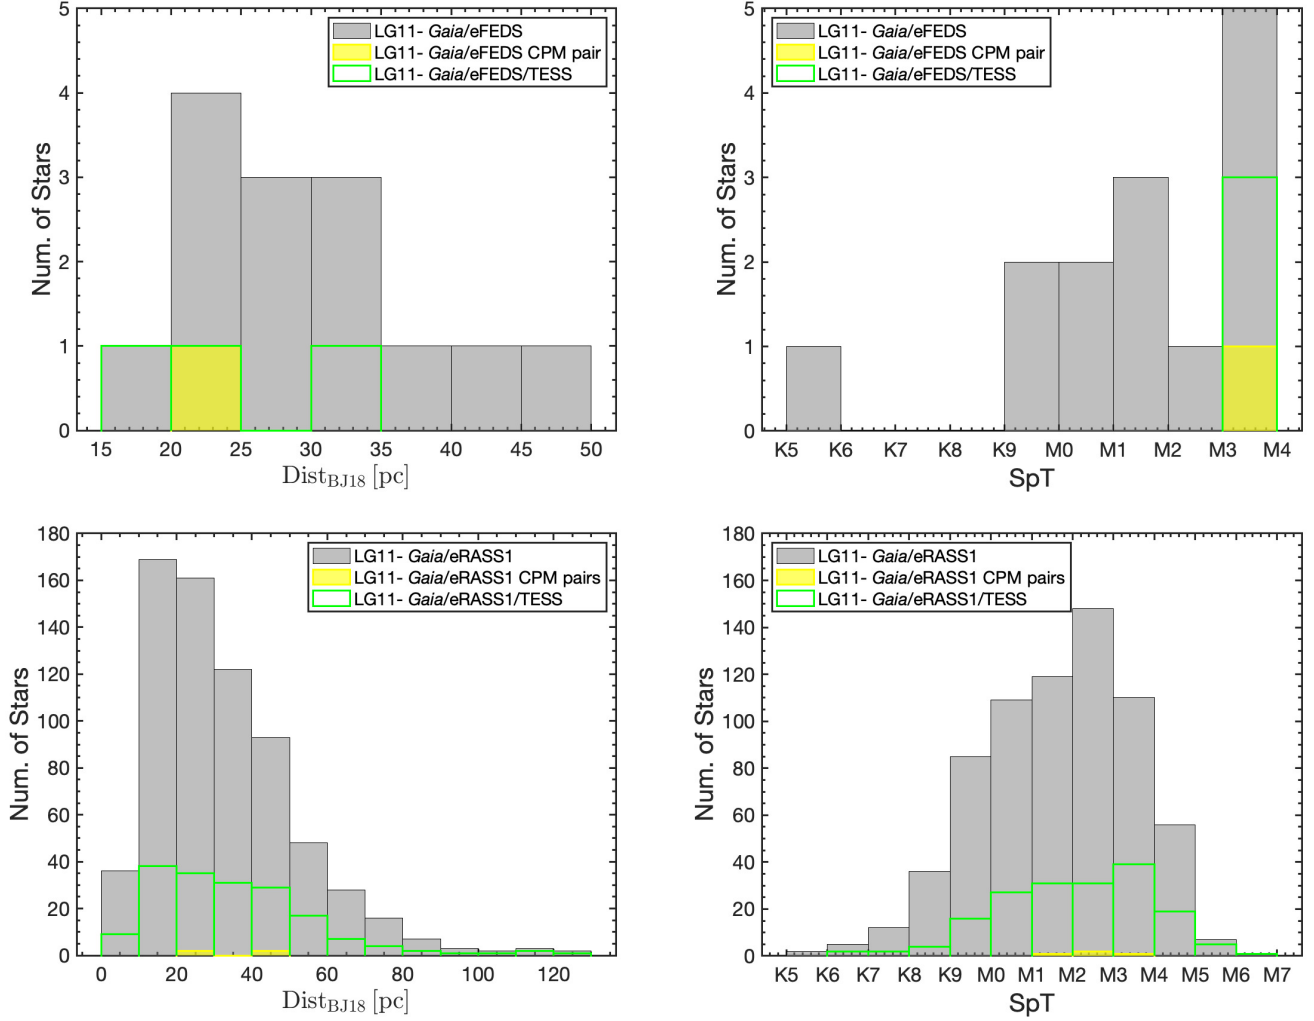 LG11- Gaia/eFEDS
LG11- Gaia/eFEDS CPM pair
LG11- Gaia/eFEDS/TESS
Num. of Stars
5
4
3
2
1
0
15 20 25 30 35 40 45 50
DistBJ18 [pc]
LG11- Gaia/eFEDS
LG11- Gaia/eFEDS CPM pair
LG11- Gaia/eFEDS/TESS
Num. of Stars
5
4
3
2
1
0
K5 K6 K7 K8 K9 M0 M1 M2 M3 M4
SpT
LG11- Gaia/eRASS1
LG11- Gaia/eRASS1 CPM pairs
LG11- Gaia/eRASS1/TESS
Num. of Stars
180
160
140
120
100
80
60
40
20
0
0 20 40 60 80 100 120
DistBJ18 [pc]
LG11- Gaia/eRASS1
LG11- Gaia/eRASS1 CPM pairs
LG11- Gaia/eRASS1/TESS
Num. of Stars
180
160
140
120
100
80
60
40
20
0
K5 K6 K7 K8 K9 M0 M1 M2 M3 M4 M5 M6 M7
SpT